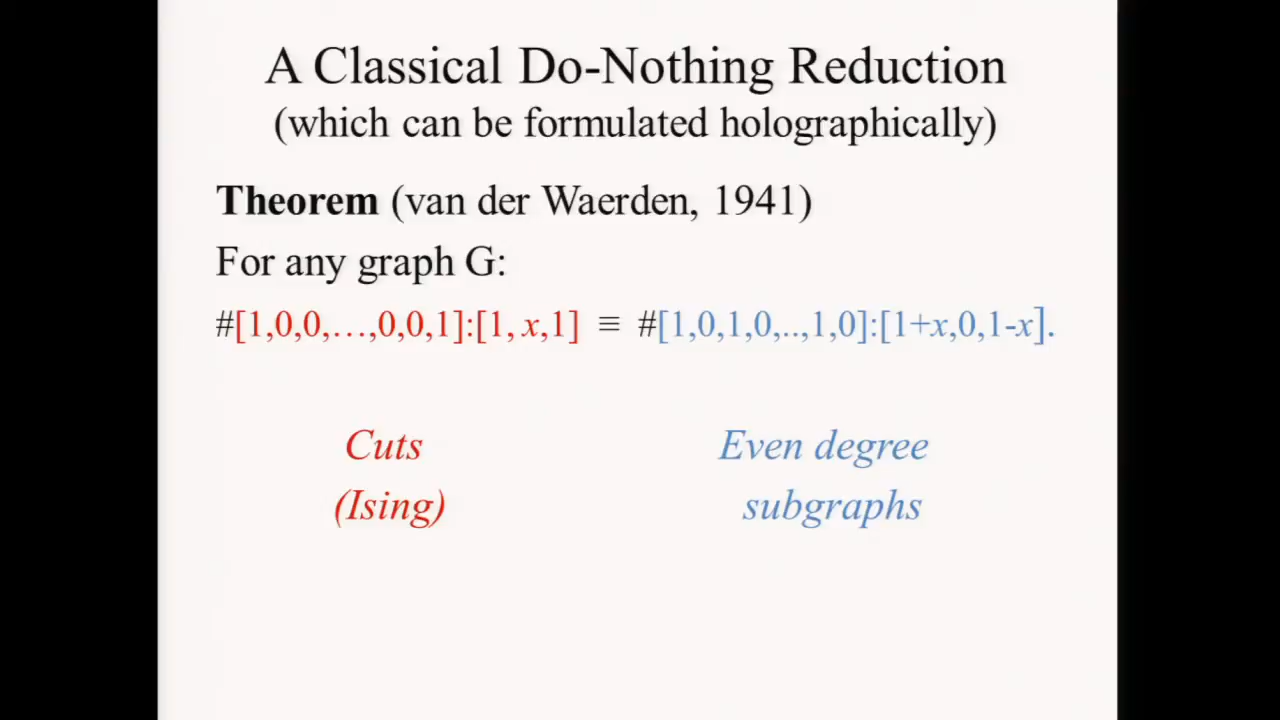 A Classical Do-Nothing Reduction
(which can be formulated holographically)
Theorem (van der Waerden, 1941)
For any graph G:
#[1,0,0,…,0,0,1]:[1, x,1] ≡ #[1,0,1,0,..,1,0]:[1+x,0,1-x].
Cuts Even degree
(Ising) subgraphs